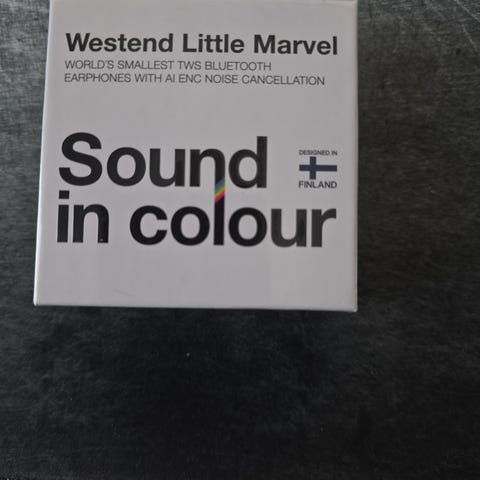 Westend Little Marvel
WORLD'S SMALLEST TWS BLUETOOTH
EARPHONES WITH AI ENC NOISE CANCELLATION
Sound
in colour
DESIGNED IN
FINLAND